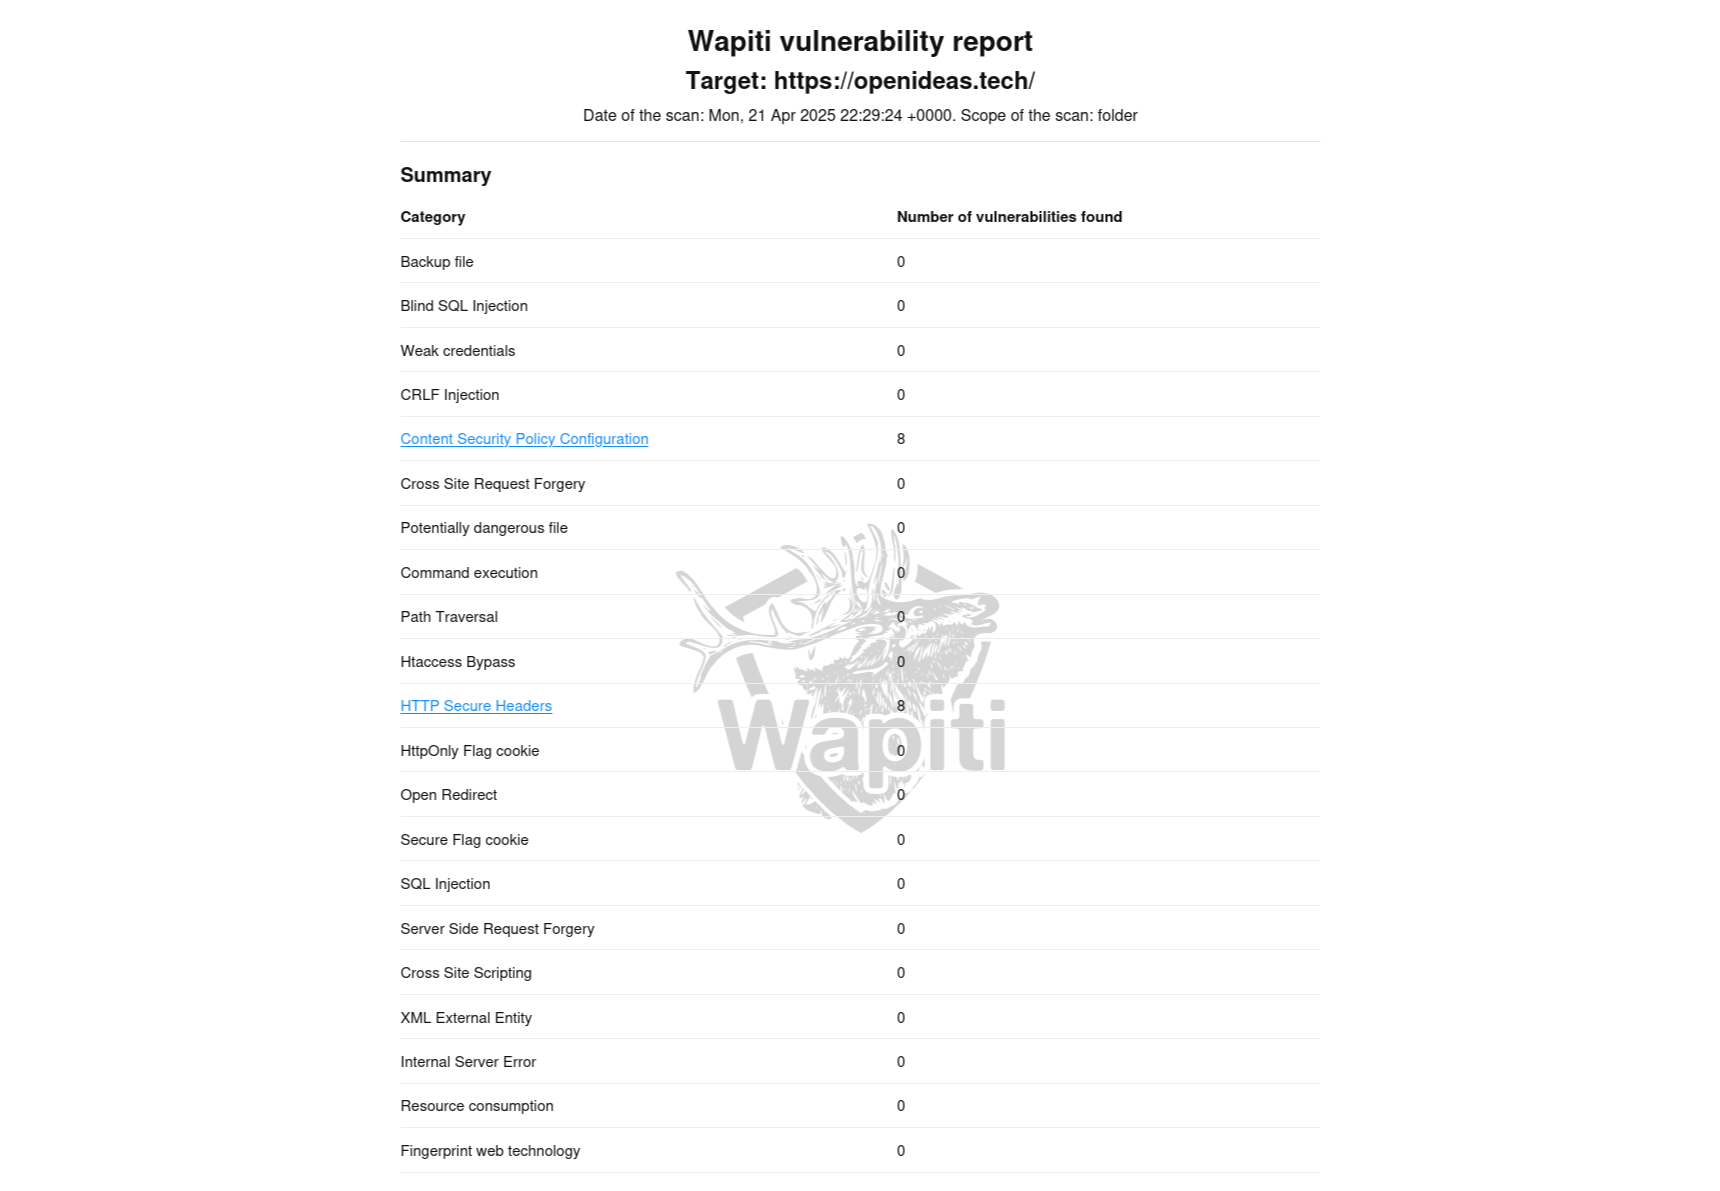 Wapiti vulnerability report
Target: https://openideas.tech/
Date of the scan: Mon, 21 Apr 2025 22:29:24 +0000. Scope of the scan: folder
Summary
Category Number of vulnerabilities found
Backup file 0
Blind SQL Injection 0
Weak credentials 0
CRLF Injection 0
Content Security Policy Configuration 8
Cross Site Request Forgery 0
Potentially dangerous file 0
Command execution 0
Path Traversal 0
Htaccess Bypass 0
HTTP Secure Headers 8
Wapiti
HttpOnly Flag cookie 0
Open Redirect 0
Secure Flag cookie 0
SQL Injection 0
Server Side Request Forgery 0
Cross Site Scripting 0
XML External Entity 0
Internal Server Error 0
Resource consumption 0
Fingerprint web technology 0